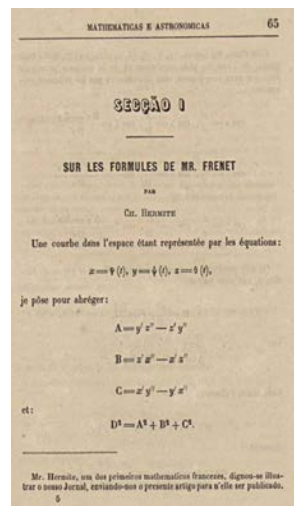 MATHEMATICAS E ASTRONOMICAS 65
SECÇÃO I
SUR LES FORMULES DE MR. FRENET
PAR
CH. HERMITE
Une courbe dans l'espace étant représentée par les équations:
x = φ (t), y = ψ (t), z = θ (t),
je pôse pour abréger:
A = y' z'' — z' y''
B = z' x'' — x' z''
C = x' y'' — y' x''
et:
D² = A² + B² + C².
Mr. Hermite, um dos primeiros mathematicos francezes, dignou-se illus-
trar o nosso Jornal, enviando-nos o presente artigo para n'elle ser publicado.
5